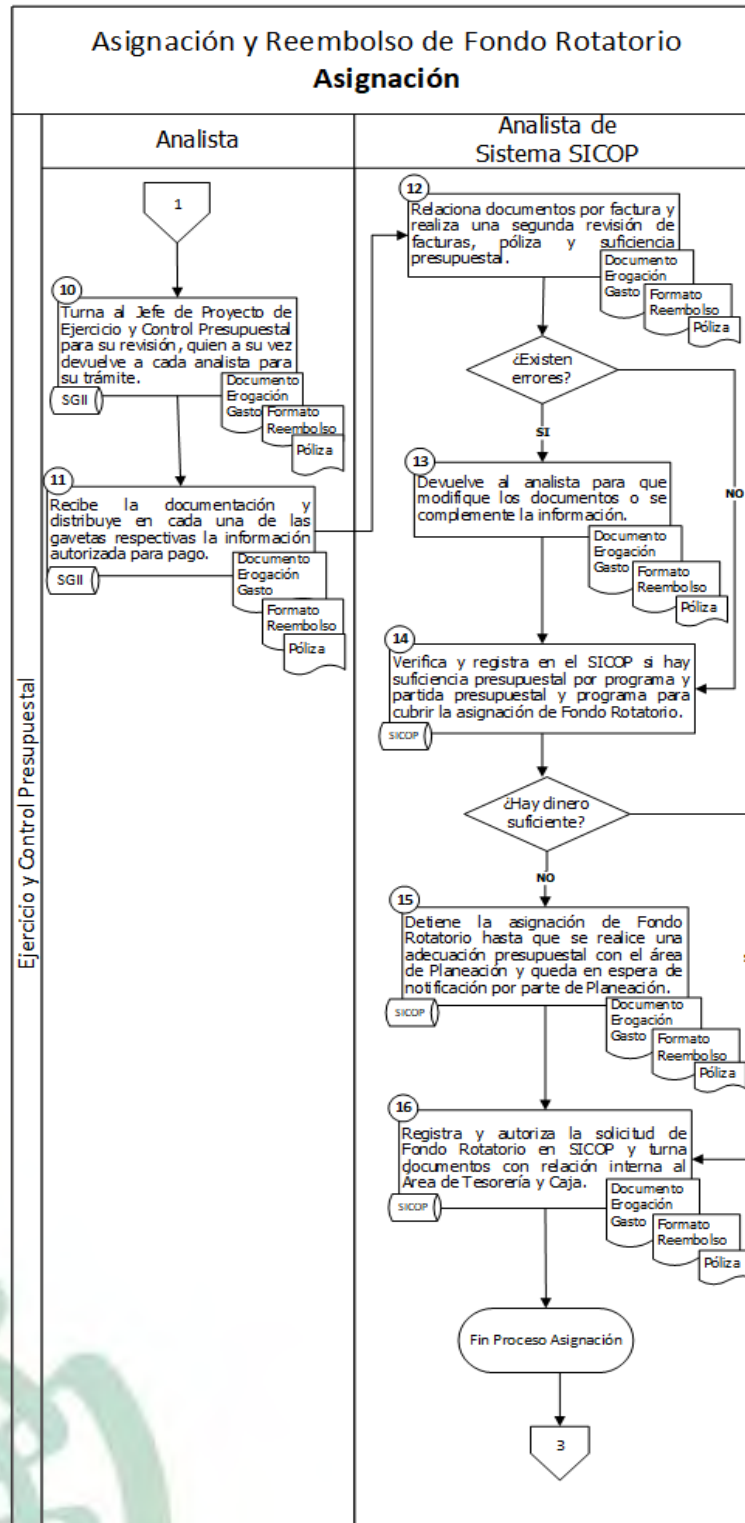 Asignación y Reembolso de Fondo Rotatorio
Asignación
Ejercicio y Control Presupuestal
Analista
1
10
Turna al Jefe de Proyecto de
Ejercicio y Control Presupuestal
para su revisión, quien a su vez
devuelve a cada analista para
su trámite.
SGII
Documento
Erogación
Gasto
Formato
Reembolso
Póliza
11
Recibe la documentación y
distribuye en cada una de las
gavetas respectivas la información
autorizada para pago.
SGII
Documento
Erogación
Gasto
Formato
Reembolso
Póliza
Analista de
Sistema SICOP
12
Relaciona documentos por factura y
realiza una segunda revisión de
facturas, póliza y suficiencia
presupuestal.
Documento
Erogación
Gasto
Formato
Reembolso
Póliza
¿Existen
errores?
SI
NO
13
Devuelve al analista para que
modifique los documentos o se
complemente la información.
Documento
Erogación
Gasto
Formato
Reembolso
Póliza
14
Verifica y registra en el SICOP si hay
suficiencia presupuestal por programa y
partida presupuestal y programa para
cubrir la asignación de Fondo Rotatorio.
SICOP
¿Hay dinero
suficiente?
NO
15
Detiene la asignación de Fondo
Rotatorio hasta que se realice una
adecuación presupuestal con el área
de Planeación y queda en espera de
notificación por parte de Planeación.
SICOP
Documento
Erogación
Gasto
Formato
Reembolso
Póliza
16
Registra y autoriza la solicitud de
Fondo Rotatorio en SICOP y turna
documentos con relación interna al
Área de Tesorería y Caja.
SICOP
Documento
Erogación
Gasto
Formato
Reembolso
Póliza
Fin Proceso Asignación
3